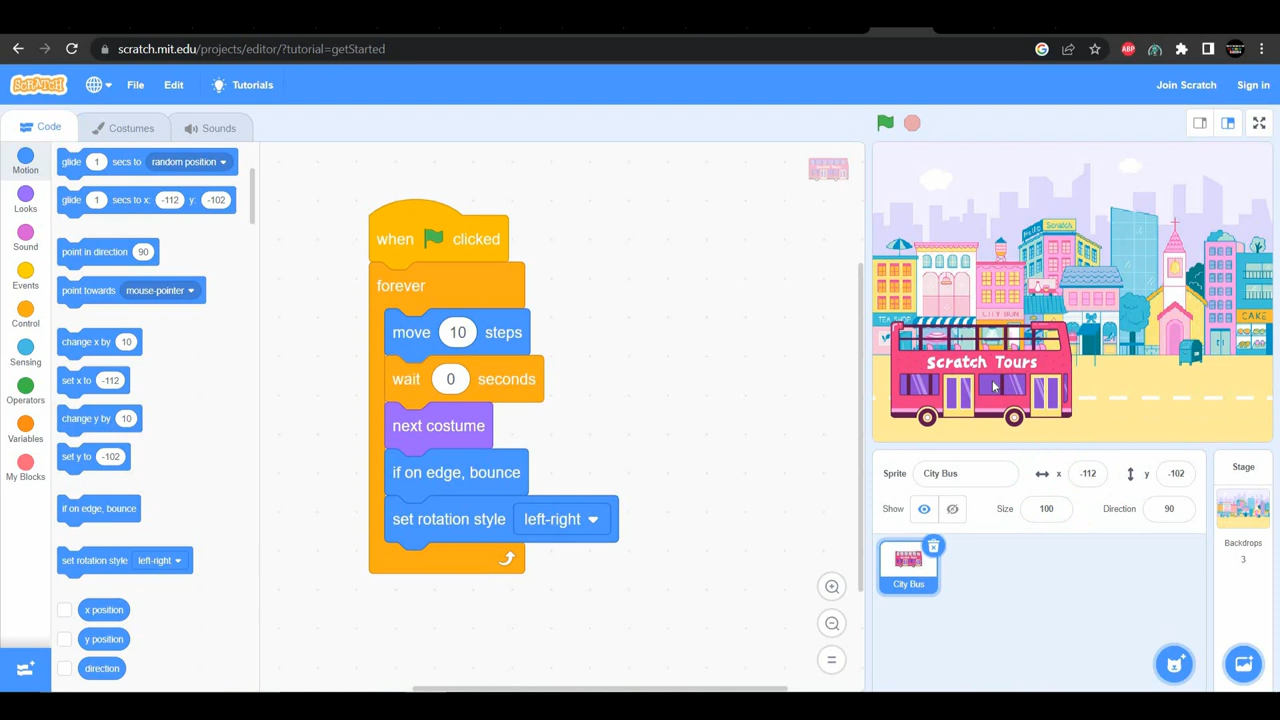 scratch.mit.edu/projects/editor/?tutorial=getStarted
ABP
SCRATCH
File
Edit
Tutorials
Join Scratch
Sign in
Code
Costumes
Sounds
Motion
Looks
Sound
Events
Control
Sensing
Operators
Variables
My Blocks
glide 1 secs to random position
glide 1 secs to x: -112 y: -102
point in direction 90
point towards mouse-pointer
change x by 10
set x to -112
change y by 10
set y to -102
if on edge, bounce
set rotation style left-right
x position
y position
direction
when clicked
forever
move 10 steps
wait 0 seconds
next costume
if on edge, bounce
set rotation style left-right
Scratch
CITY BUN
CAKE
Scratch Tours
Sprite City Bus x -112 y -102
Show Size 100 Direction 90
City Bus
Stage
Backdrops
3